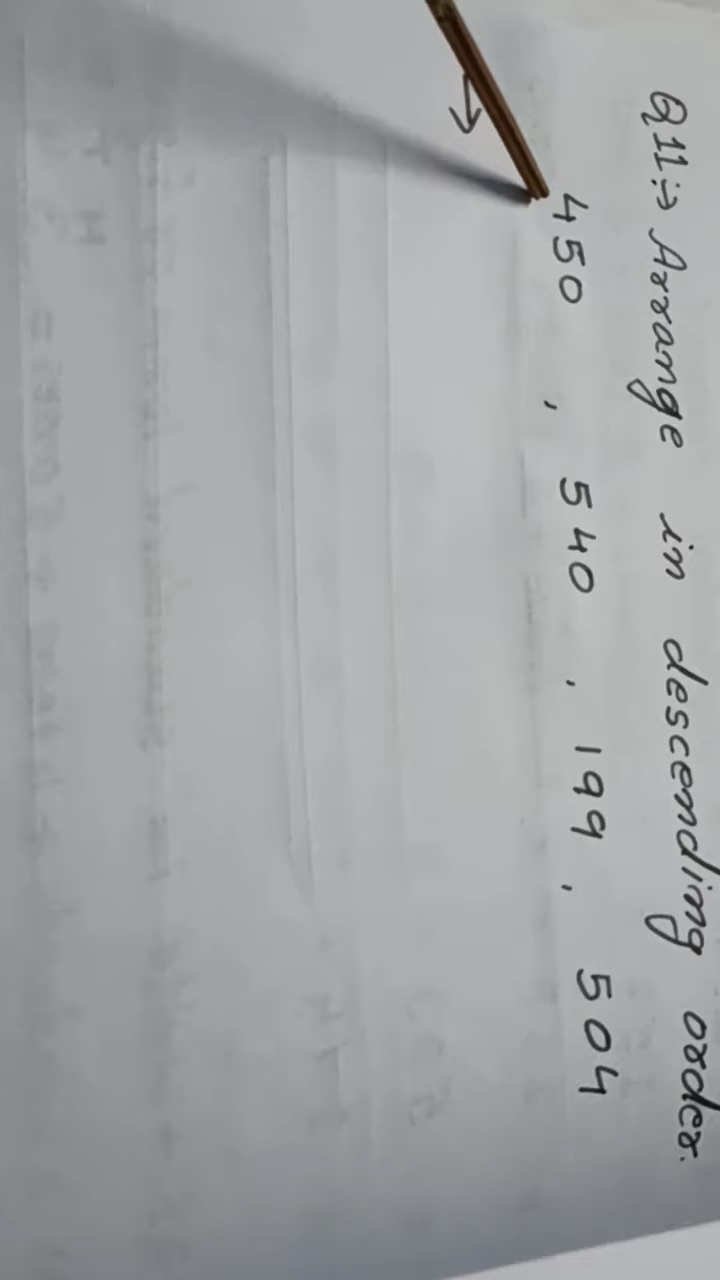 Q11:→ Arrange in descending order.
450 , 540 , 199 , 504
→